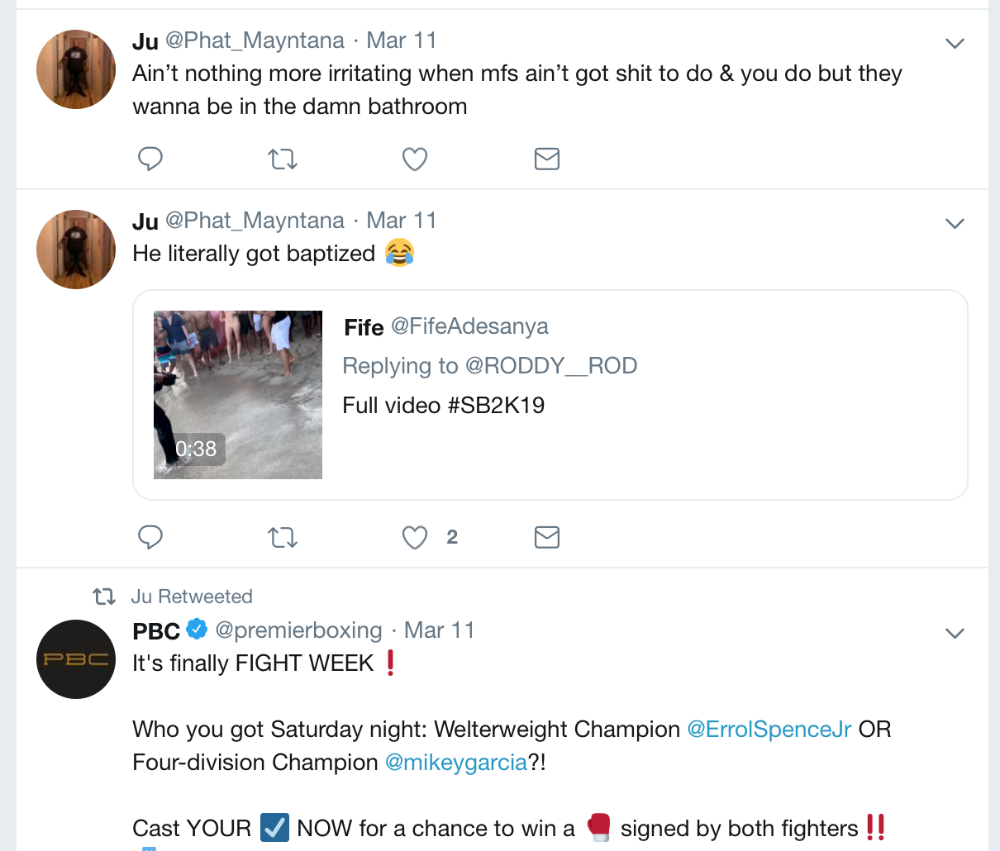 Ju @Phat_Mayntana · Mar 11
Ain’t nothing more irritating when mfs ain’t got shit to do & you do but they
wanna be in the damn bathroom
Ju @Phat_Mayntana · Mar 11
He literally got baptized 😂
Fife @FifeAdesanya
Replying to @RODDY__ROD
Full video #SB2K19
0:38
2
Ju Retweeted
PBC
PBC @premierboxing · Mar 11
It's finally FIGHT WEEK❗
Who you got Saturday night: Welterweight Champion @ErrolSpenceJr OR
Four-division Champion @mikeygarcia?!
Cast YOUR ☑️ NOW for a chance to win a 🥊 signed by both fighters‼️